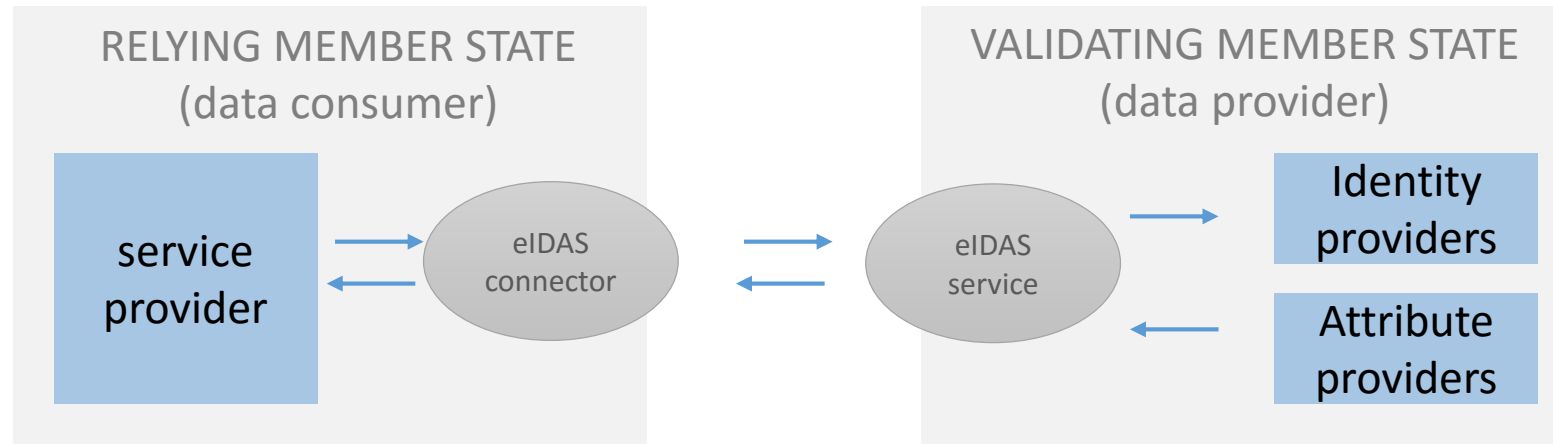 RELYING MEMBER STATE
(data consumer)
service
provider
eIDAS
connector
VALIDATING MEMBER STATE
(data provider)
eIDAS
service
Identity
providers
Attribute
providers